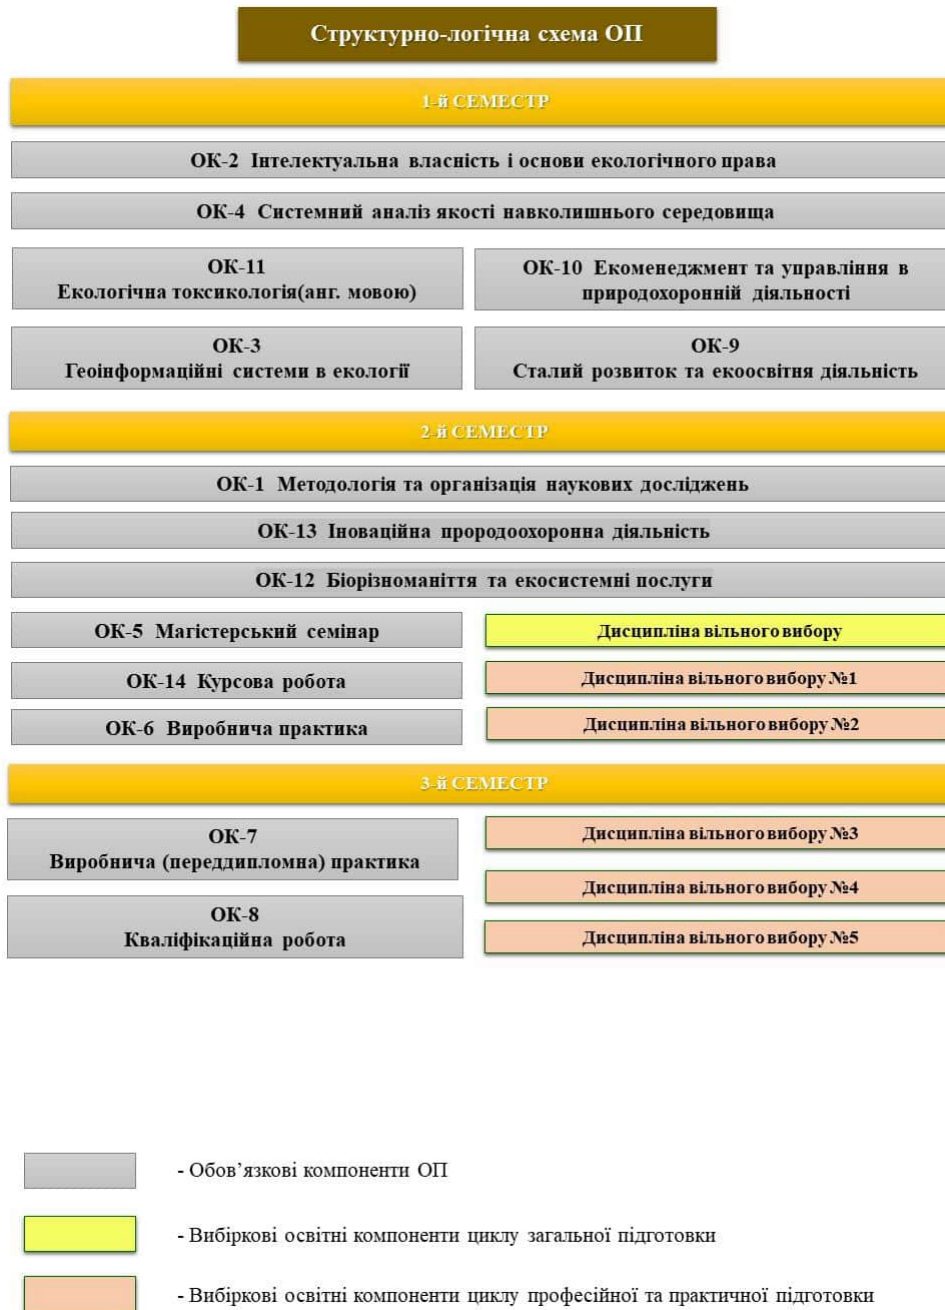 Структурно-логічна схема ОП
1-й СЕМЕСТР
ОК-2 Інтелектуальна власність і основи екологічного права
ОК-4 Системний аналіз якості навколишнього середовища
ОК-11
Екологічна токсикологія(анг. мовою)
ОК-10 Екоменеджмент та управління в
природохоронній діяльності
ОК-3
Геоінформаційні системи в екології
ОК-9
Сталий розвиток та екоосвітня діяльність
2-й СЕМЕСТР
ОК-1 Методологія та організація наукових досліджень
ОК-13 Іноваційна прородоохоронна діяльність
ОК-12 Біорізноманіття та екосистемні послуги
ОК-5 Магістерський семінар
Дисципліна вільного вибору
ОК-14 Курсова робота
Дисципліна вільного вибору №1
ОК-6 Виробнича практика
Дисципліна вільного вибору №2
3-й СЕМЕСТР
ОК-7
Виробнича (переддипломна) практика
Дисципліна вільного вибору №3
Дисципліна вільного вибору №4
ОК-8
Кваліфікаційна робота
Дисципліна вільного вибору №5
- Обов’язкові компоненти ОП
- Вибіркові освітні компоненти циклу загальної підготовки
- Вибіркові освітні компоненти циклу професійної та практичної підготовки